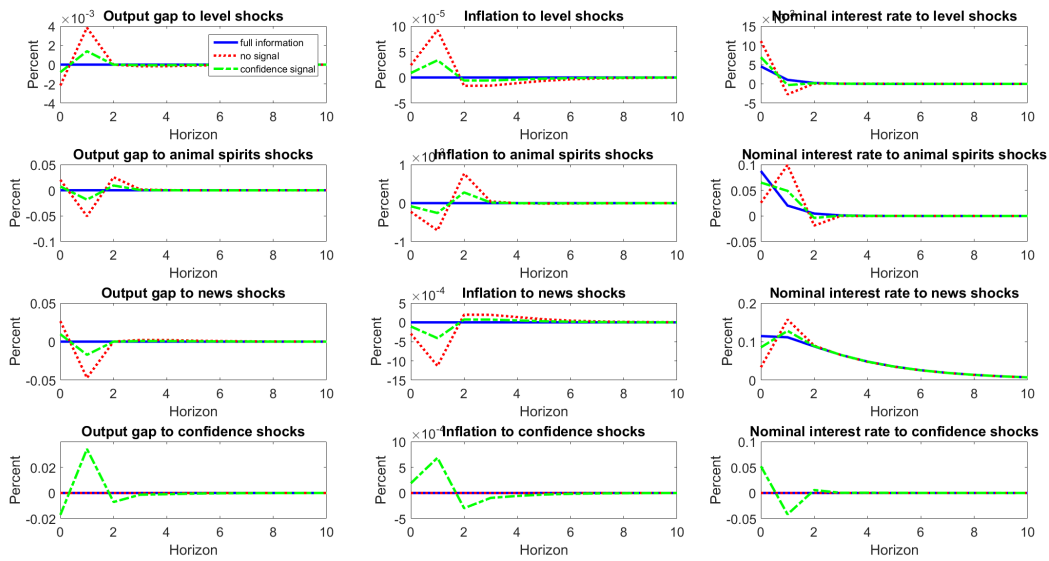 Output gap to level shocks
×10⁻³
Percent
4
2
0
-2
-4
full information
no signal
confidence signal
0 2 4 6 8 10
Horizon
Inflation to level shocks
×10⁻⁵
Percent
10
5
0
-5
0 2 4 6 8 10
Horizon
Nominal interest rate to level shocks
Percent
15
10
5
0
-5
0 2 4 6 8 10
Horizon
Output gap to animal spirits shocks
Percent
0.05
0
-0.05
-0.1
0 2 4 6 8 10
Horizon
Inflation to animal spirits shocks
Percent
1
0
-1
0 2 4 6 8 10
Horizon
Nominal interest rate to animal spirits shocks
Percent
0.1
0.05
0
-0.05
0 2 4 6 8 10
Horizon
Output gap to news shocks
Percent
0.05
0
-0.05
0 2 4 6 8 10
Horizon
Inflation to news shocks
×10⁻⁴
Percent
5
0
-5
-10
-15
0 2 4 6 8 10
Horizon
Nominal interest rate to news shocks
Percent
0.2
0.1
0
0 2 4 6 8 10
Horizon
Output gap to confidence shocks
Percent
0.02
0
-0.02
0 2 4 6 8 10
Horizon
Inflation to confidence shocks
×10⁻⁴
Percent
10
5
0
-5
0 2 4 6 8 10
Horizon
Nominal interest rate to confidence shocks
Percent
0.1
0.05
0
-0.05
0 2 4 6 8 10
Horizon